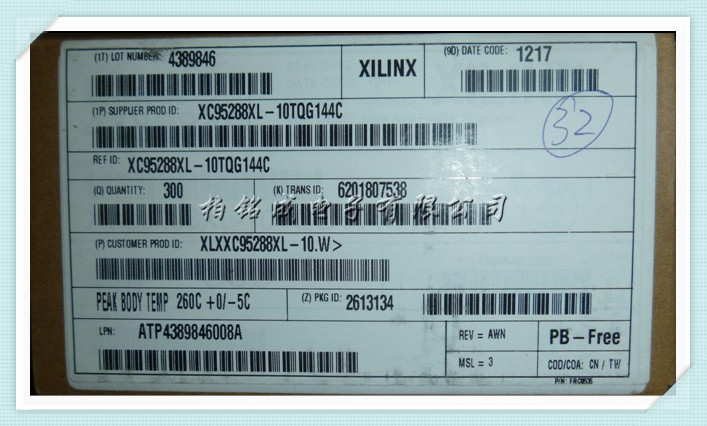 (1T) LOT NUMBER: 4389846
XILINX
(9D) DATE CODE: 1217
(1P) SUPPLIER PROD ID: XC95288XL-10TQG144C
32
REF ID: XC95288XL-10TQG144C
(Q) QUANTITY: 300
(K) TRANS ID: 6201807538
柏铭威电子有限公司
(P) CUSTOMER PROD ID: XLXXC95288XL-10.W>
PEAK BODY TEMP 260C +0/-5C
(Z) PKG ID: 2613134
LPN: ATP4389846008A
REV = AWN
PB-Free
MSL = 3
COD/COA: CN / TW
P/N: FRC0505